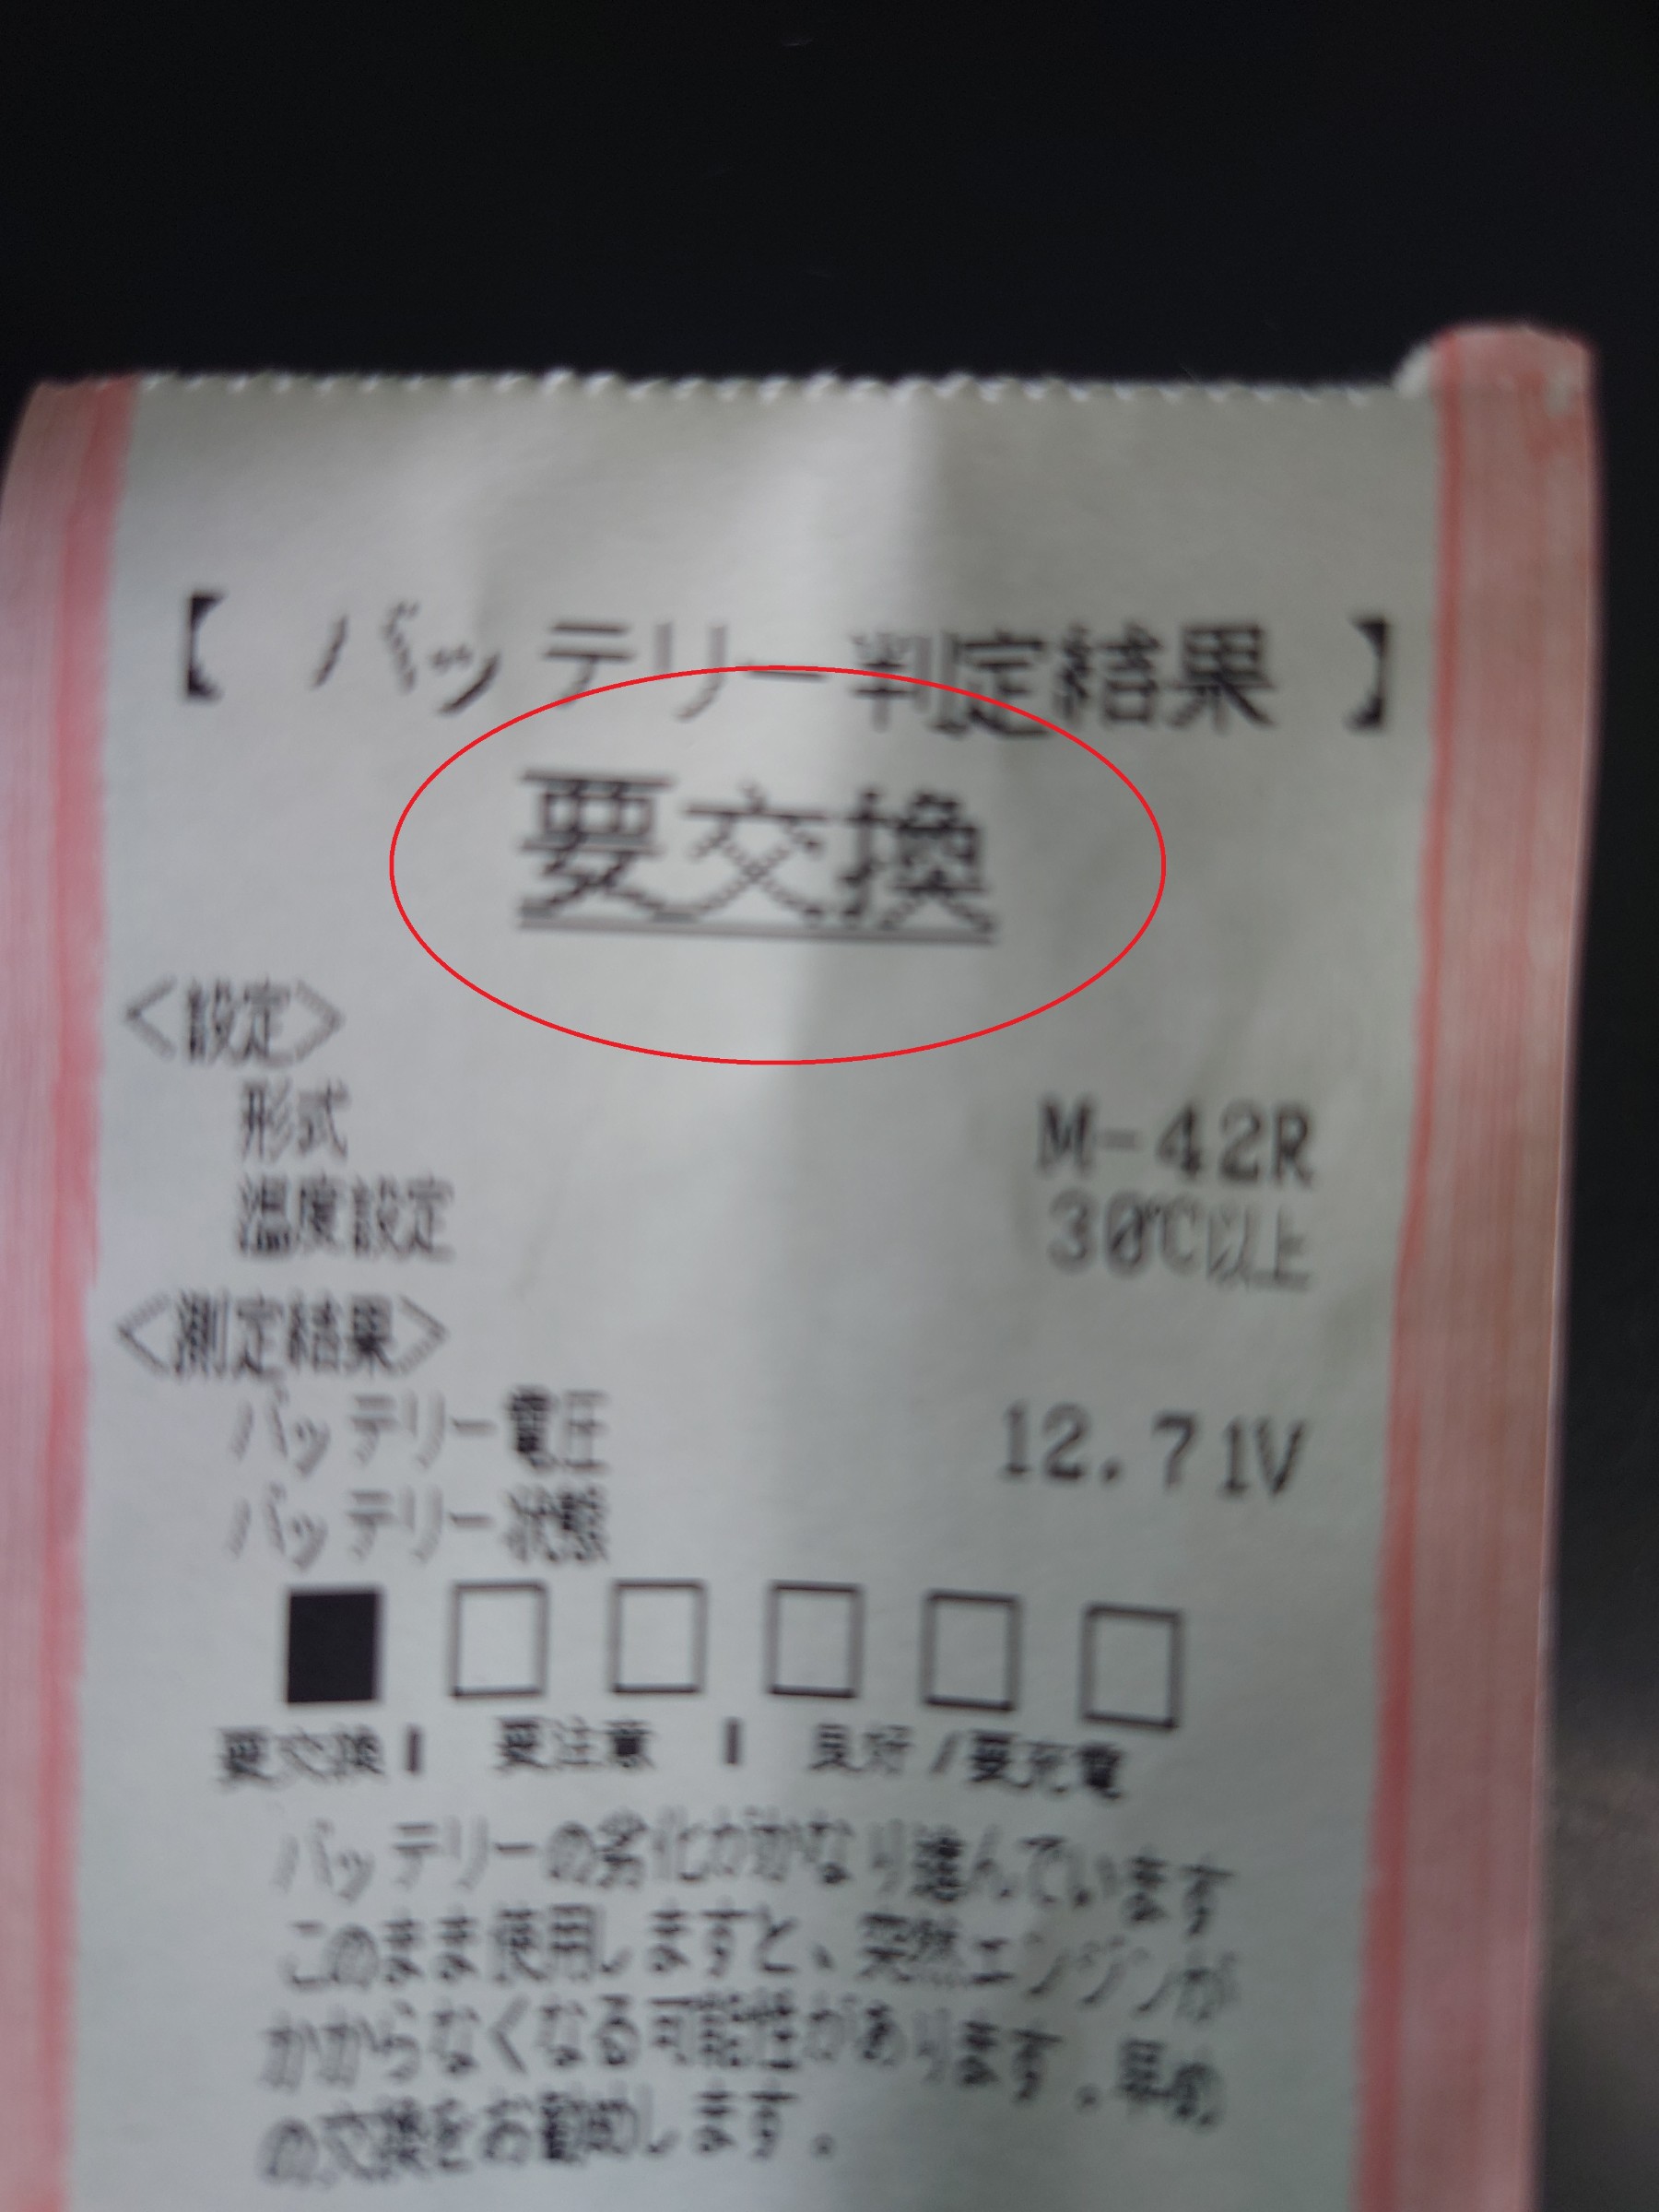 【 バッテリー判定結果 】
要交換
<設定>
形式 M-42R
温度設定 30℃以上
<測定結果>
バッテリー電圧 12.71V
バッテリー状態
要交換 | 要注意 | 良好/要充電
バッテリーの劣化がかなり進んでいます
このまま使用しますと、突然エンジンが
かからなくなる可能性があります。早め
の交換をお勧めします。